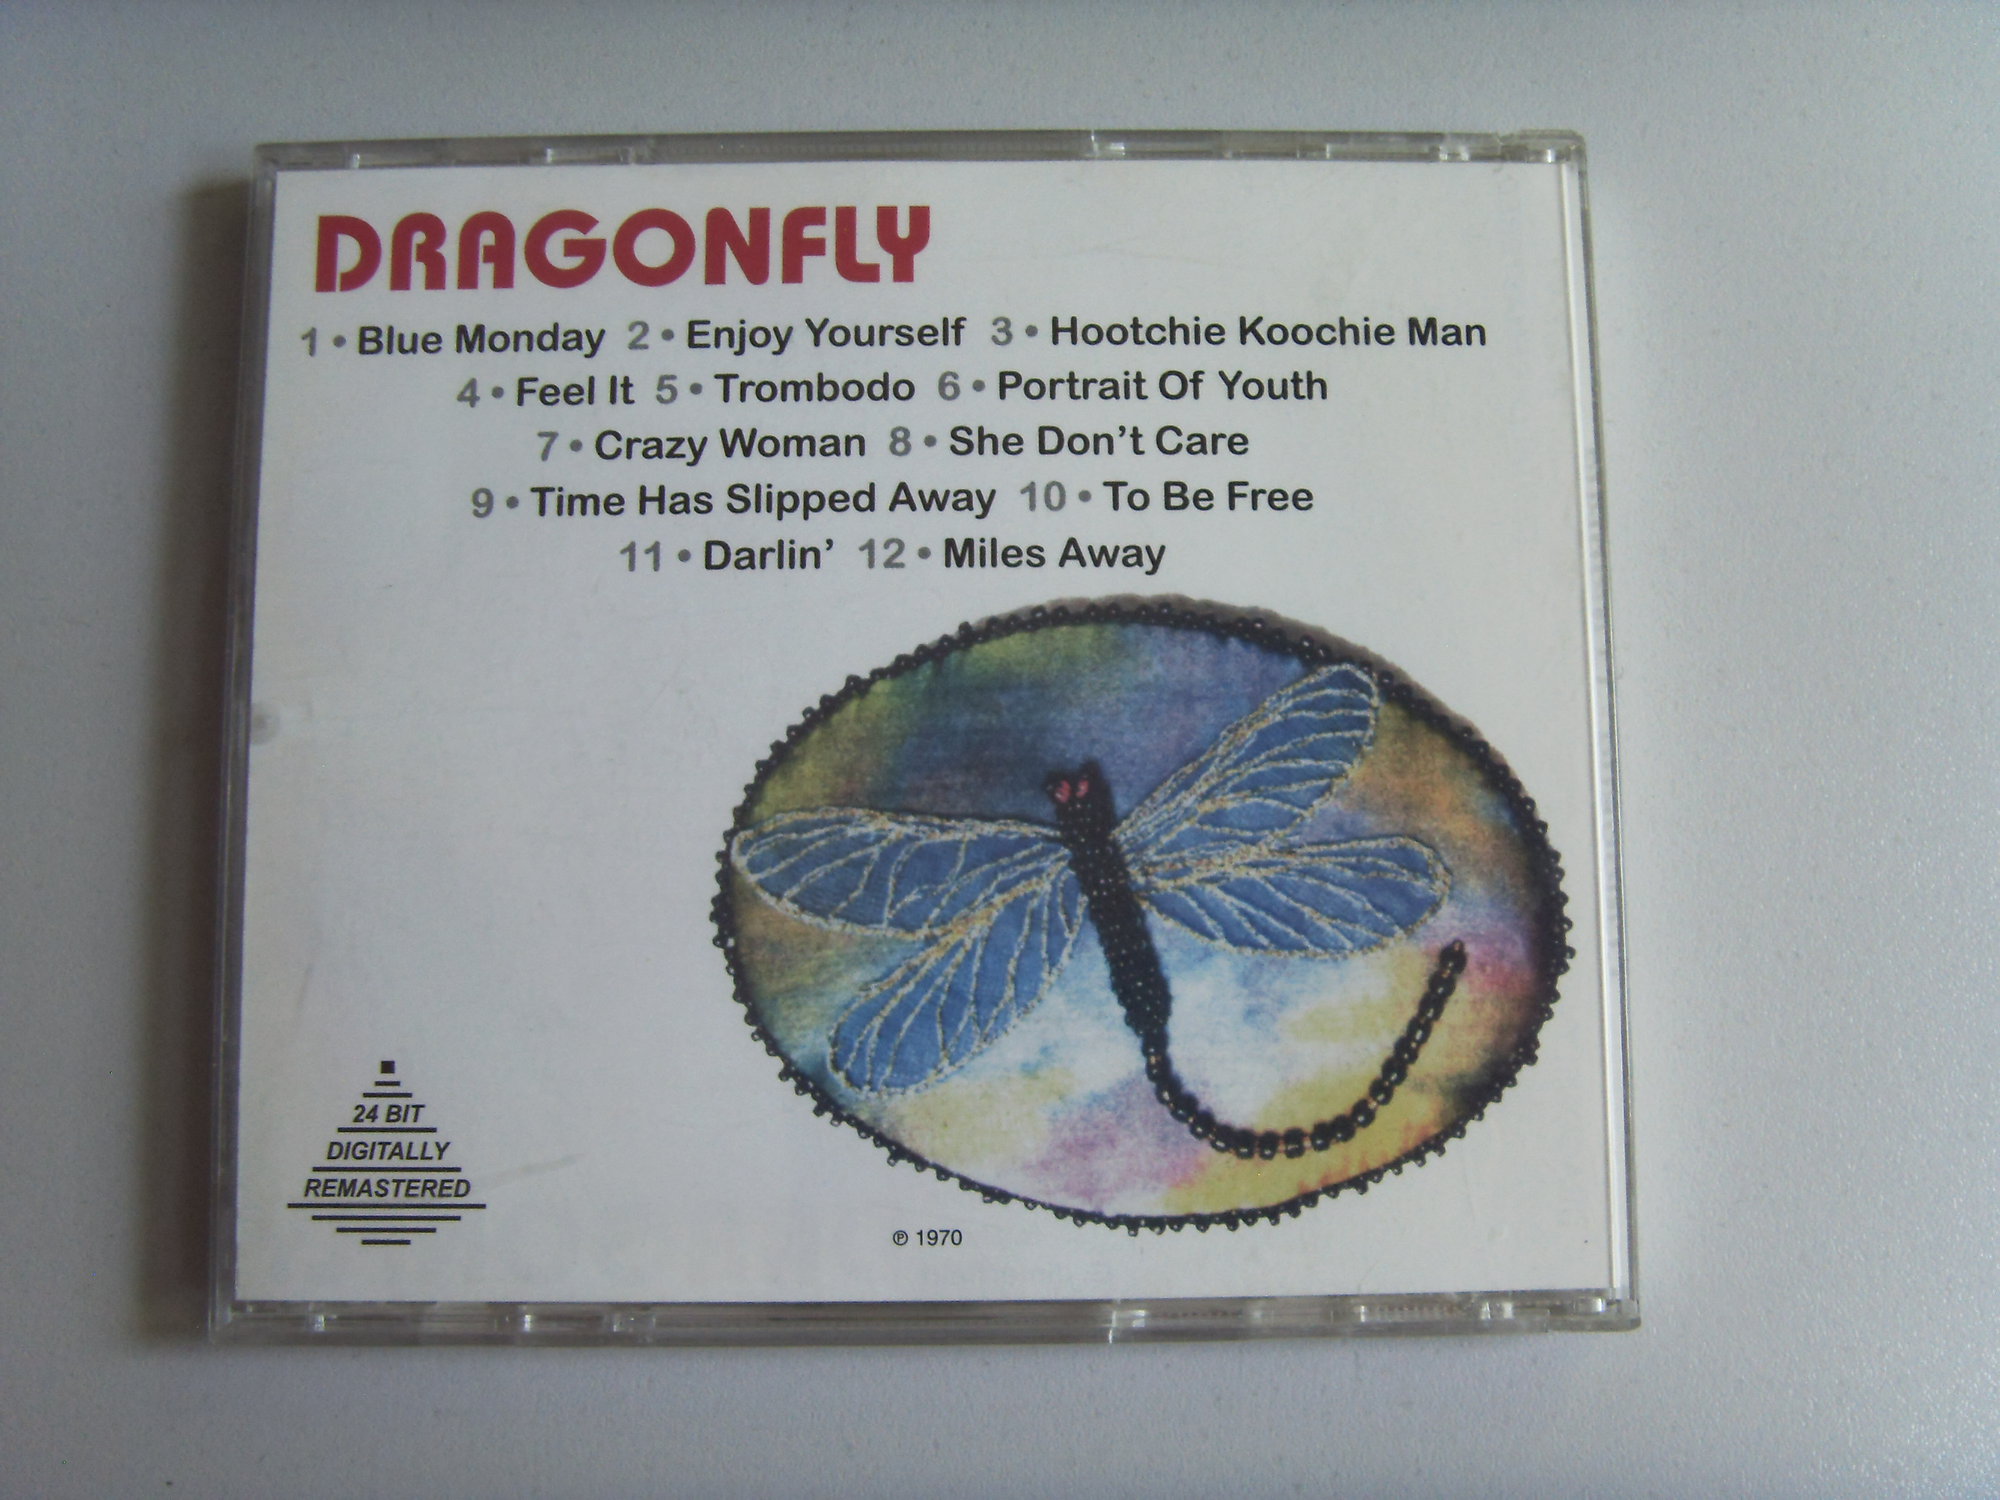 DRAGONFLY
1 • Blue Monday 2 • Enjoy Yourself 3 • Hootchie Koochie Man
4 • Feel It 5 • Trombodo 6 • Portrait Of Youth
7 • Crazy Woman 8 • She Don't Care
9 • Time Has Slipped Away 10 • To Be Free
11 • Darlin' 12 • Miles Away
24 BIT
DIGITALLY
REMASTERED
℗ 1970